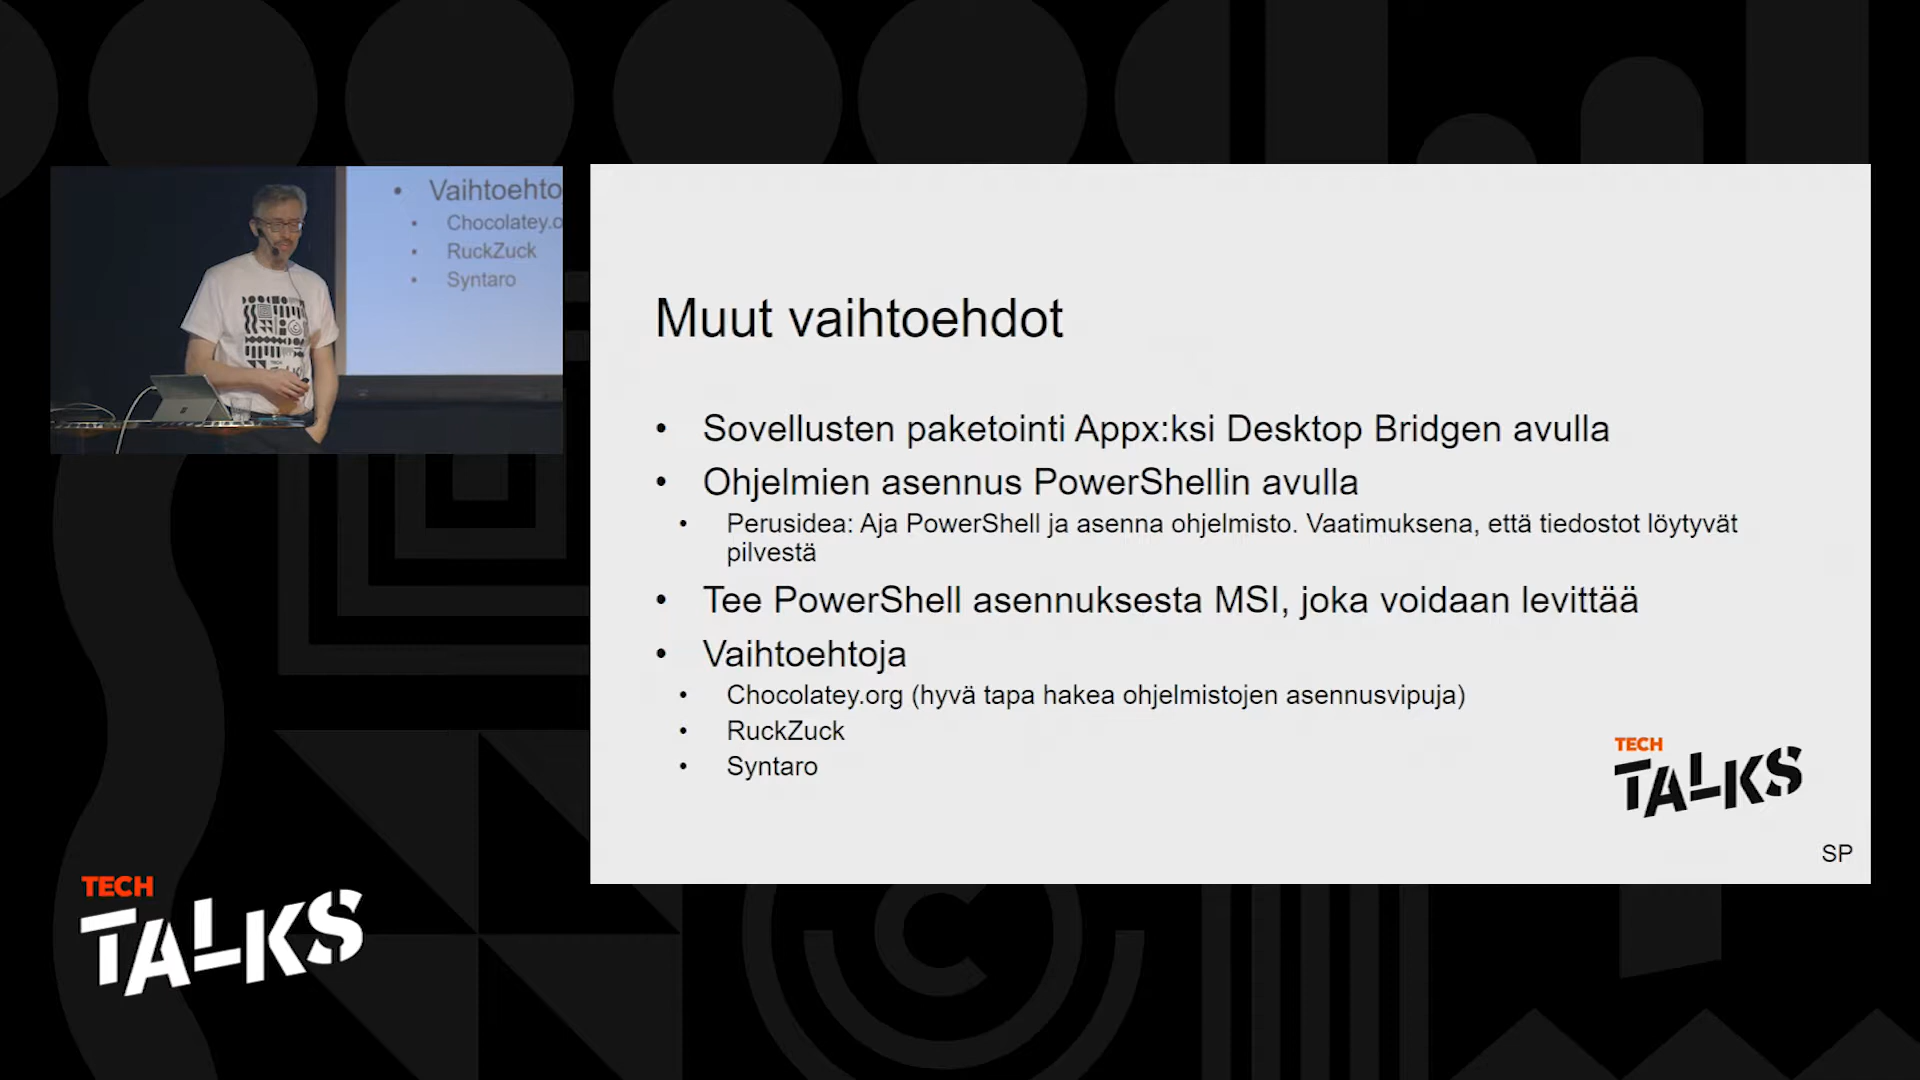 Vaihtoehto
Chocolatey.o
RuckZuck
Syntaro
TECH
Muut vaihtoehdot
Sovellusten paketointi Appx:ksi Desktop Bridgen avulla
Ohjelmien asennus PowerShellin avulla
Perusidea: Aja PowerShell ja asenna ohjelmisto. Vaatimuksena, että tiedostot löytyvät
pilvestä
Tee PowerShell asennuksesta MSI, joka voidaan levittää
Vaihtoehtoja
Chocolatey.org (hyvä tapa hakea ohjelmistojen asennusvipuja)
RuckZuck
Syntaro
TECH
TALKS
SP
TECH
TALKS